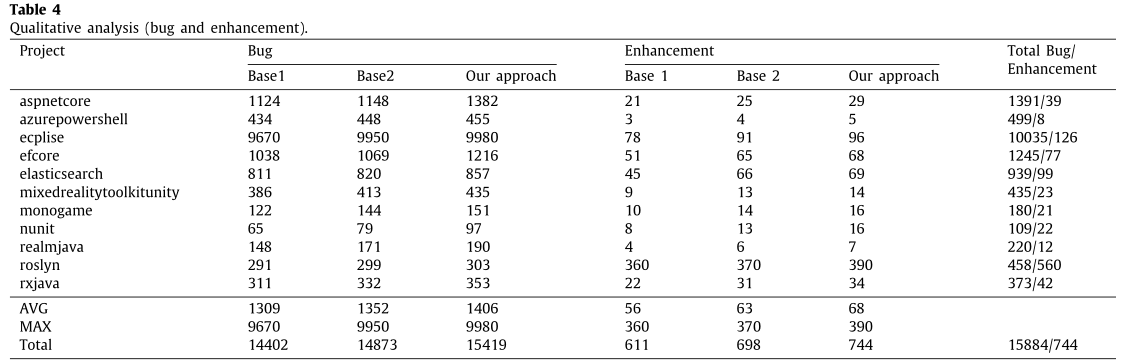 Table 4
Qualitative analysis (bug and enhancement).
Project Bug Enhancement Total Bug/ Enhancement
Base1 Base2 Our approach Base 1 Base 2 Our approach
aspnetcore 1124 1148 1382 21 25 29 1391/39
azurepowershell 434 448 455 3 4 5 499/8
ecplise 9670 9950 9980 78 91 96 10035/126
efcore 1038 1069 1216 51 65 68 1245/77
elasticsearch 811 820 857 45 66 69 939/99
mixedrealitytoolkitunity 386 413 435 9 13 14 435/23
monogame 122 144 151 10 14 16 180/21
nunit 65 79 97 8 13 16 109/22
realmjava 148 171 190 4 6 7 220/12
roslyn 291 299 303 360 370 390 458/560
rxjava 311 332 353 22 31 34 373/42
AVG 1309 1352 1406 56 63 68
MAX 9670 9950 9980 360 370 390
Total 14402 14873 15419 611 698 744 15884/744